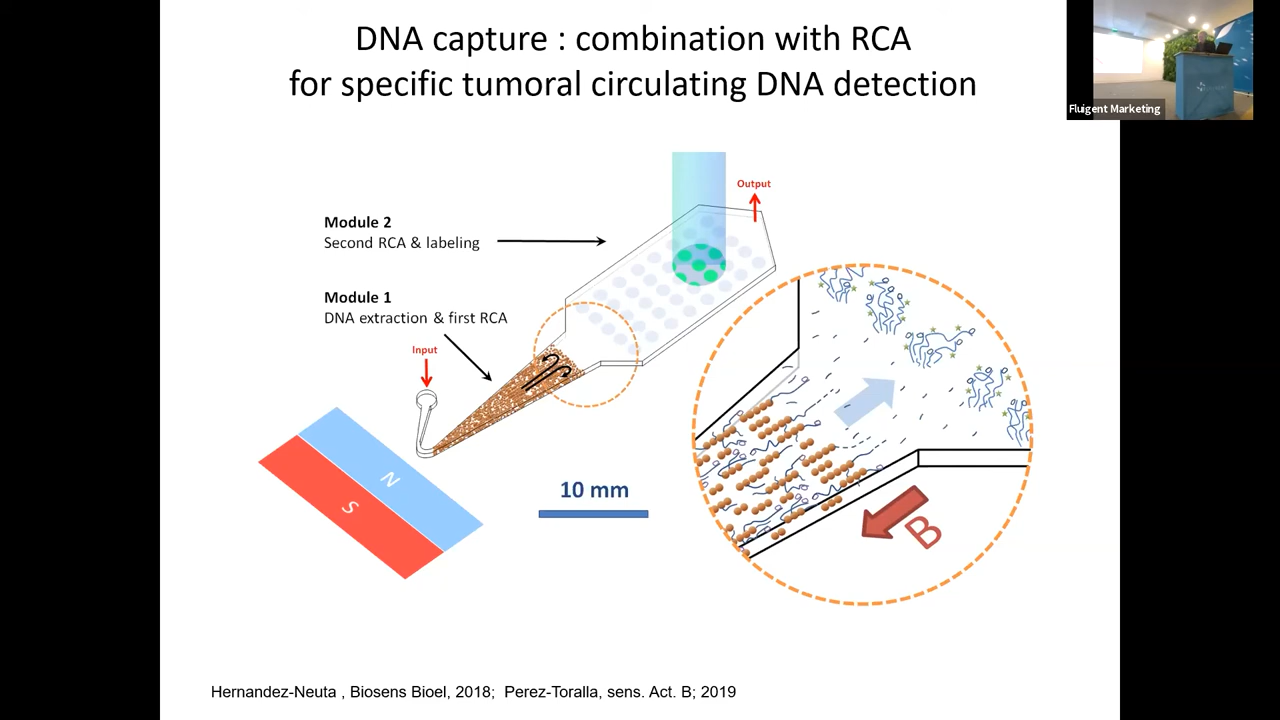 DNA capture : combination with RCA
for specific tumoral circulating DNA detection
Fluigent Marketing
Output
Module 2
Second RCA & labeling
Module 1
DNA extraction & first RCA
Input
N
S
10 mm
B
Hernandez-Neuta , Biosens Bioel, 2018;  Perez-Toralla, sens. Act. B; 2019